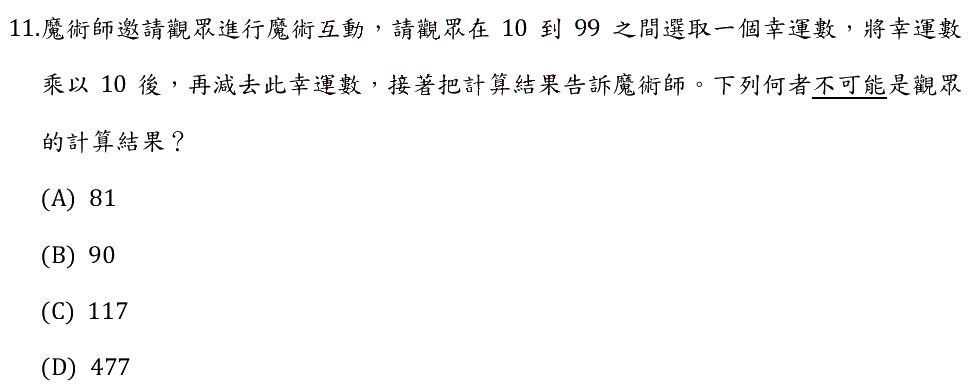 11.魔術師邀請觀眾進行魔術互動，請觀眾在 10 到 99 之間選取一個幸運數，將幸運數
乘以 10 後，再減去此幸運數，接著把計算結果告訴魔術師。下列何者不可能是觀眾
的計算結果？
(A) 81
(B) 90
(C) 117
(D) 477